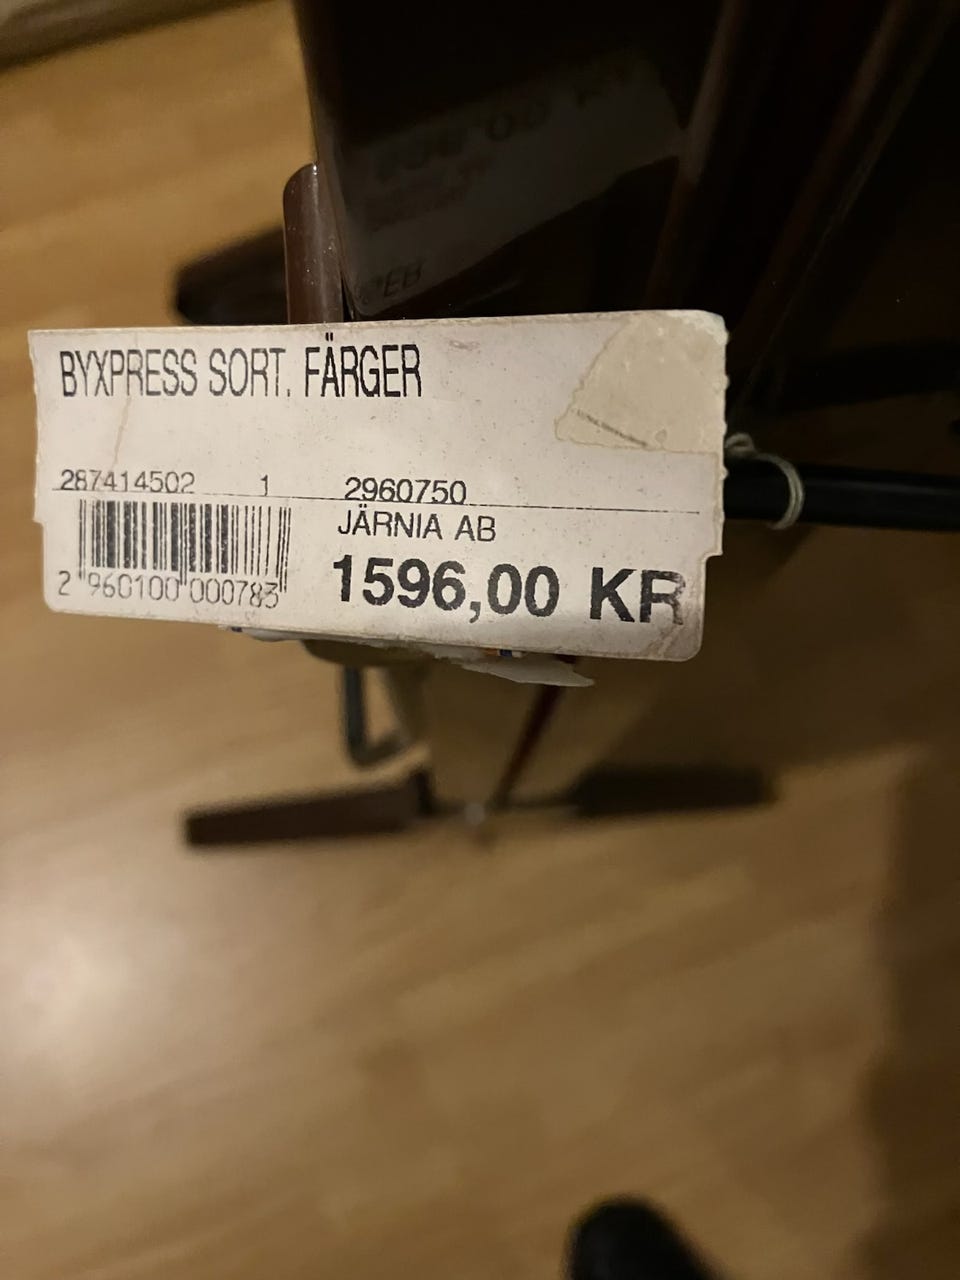 BYXPRESS SORT. FÄRGER
287414502 1 2960750
JÄRNIA AB
2 960100 000783
1596,00 KR